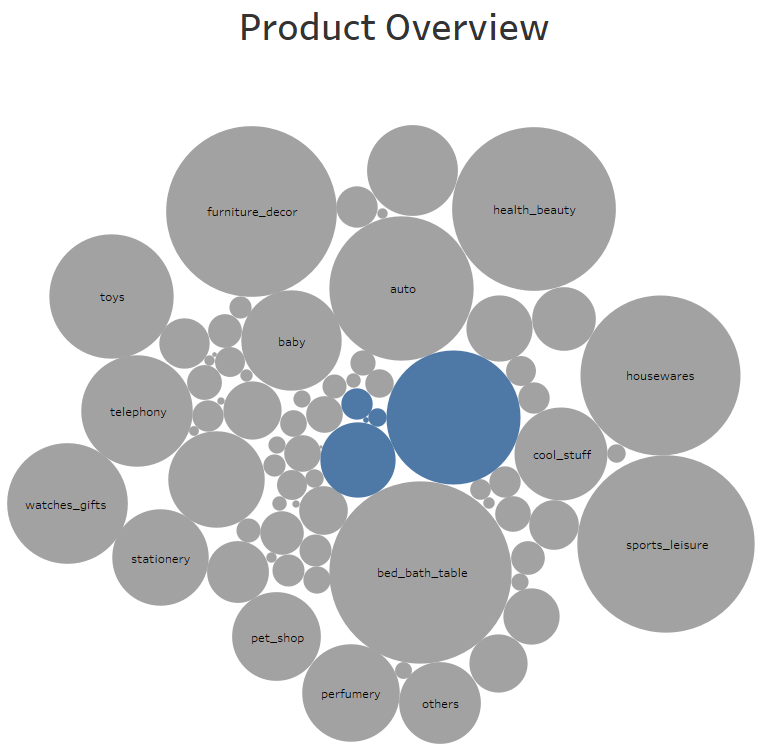 Product Overview
furniture_decor
health_beauty
toys
auto
baby
housewares
telephony
cool_stuff
watches_gifts
stationery
bed_bath_table
sports_leisure
pet_shop
perfumery
others